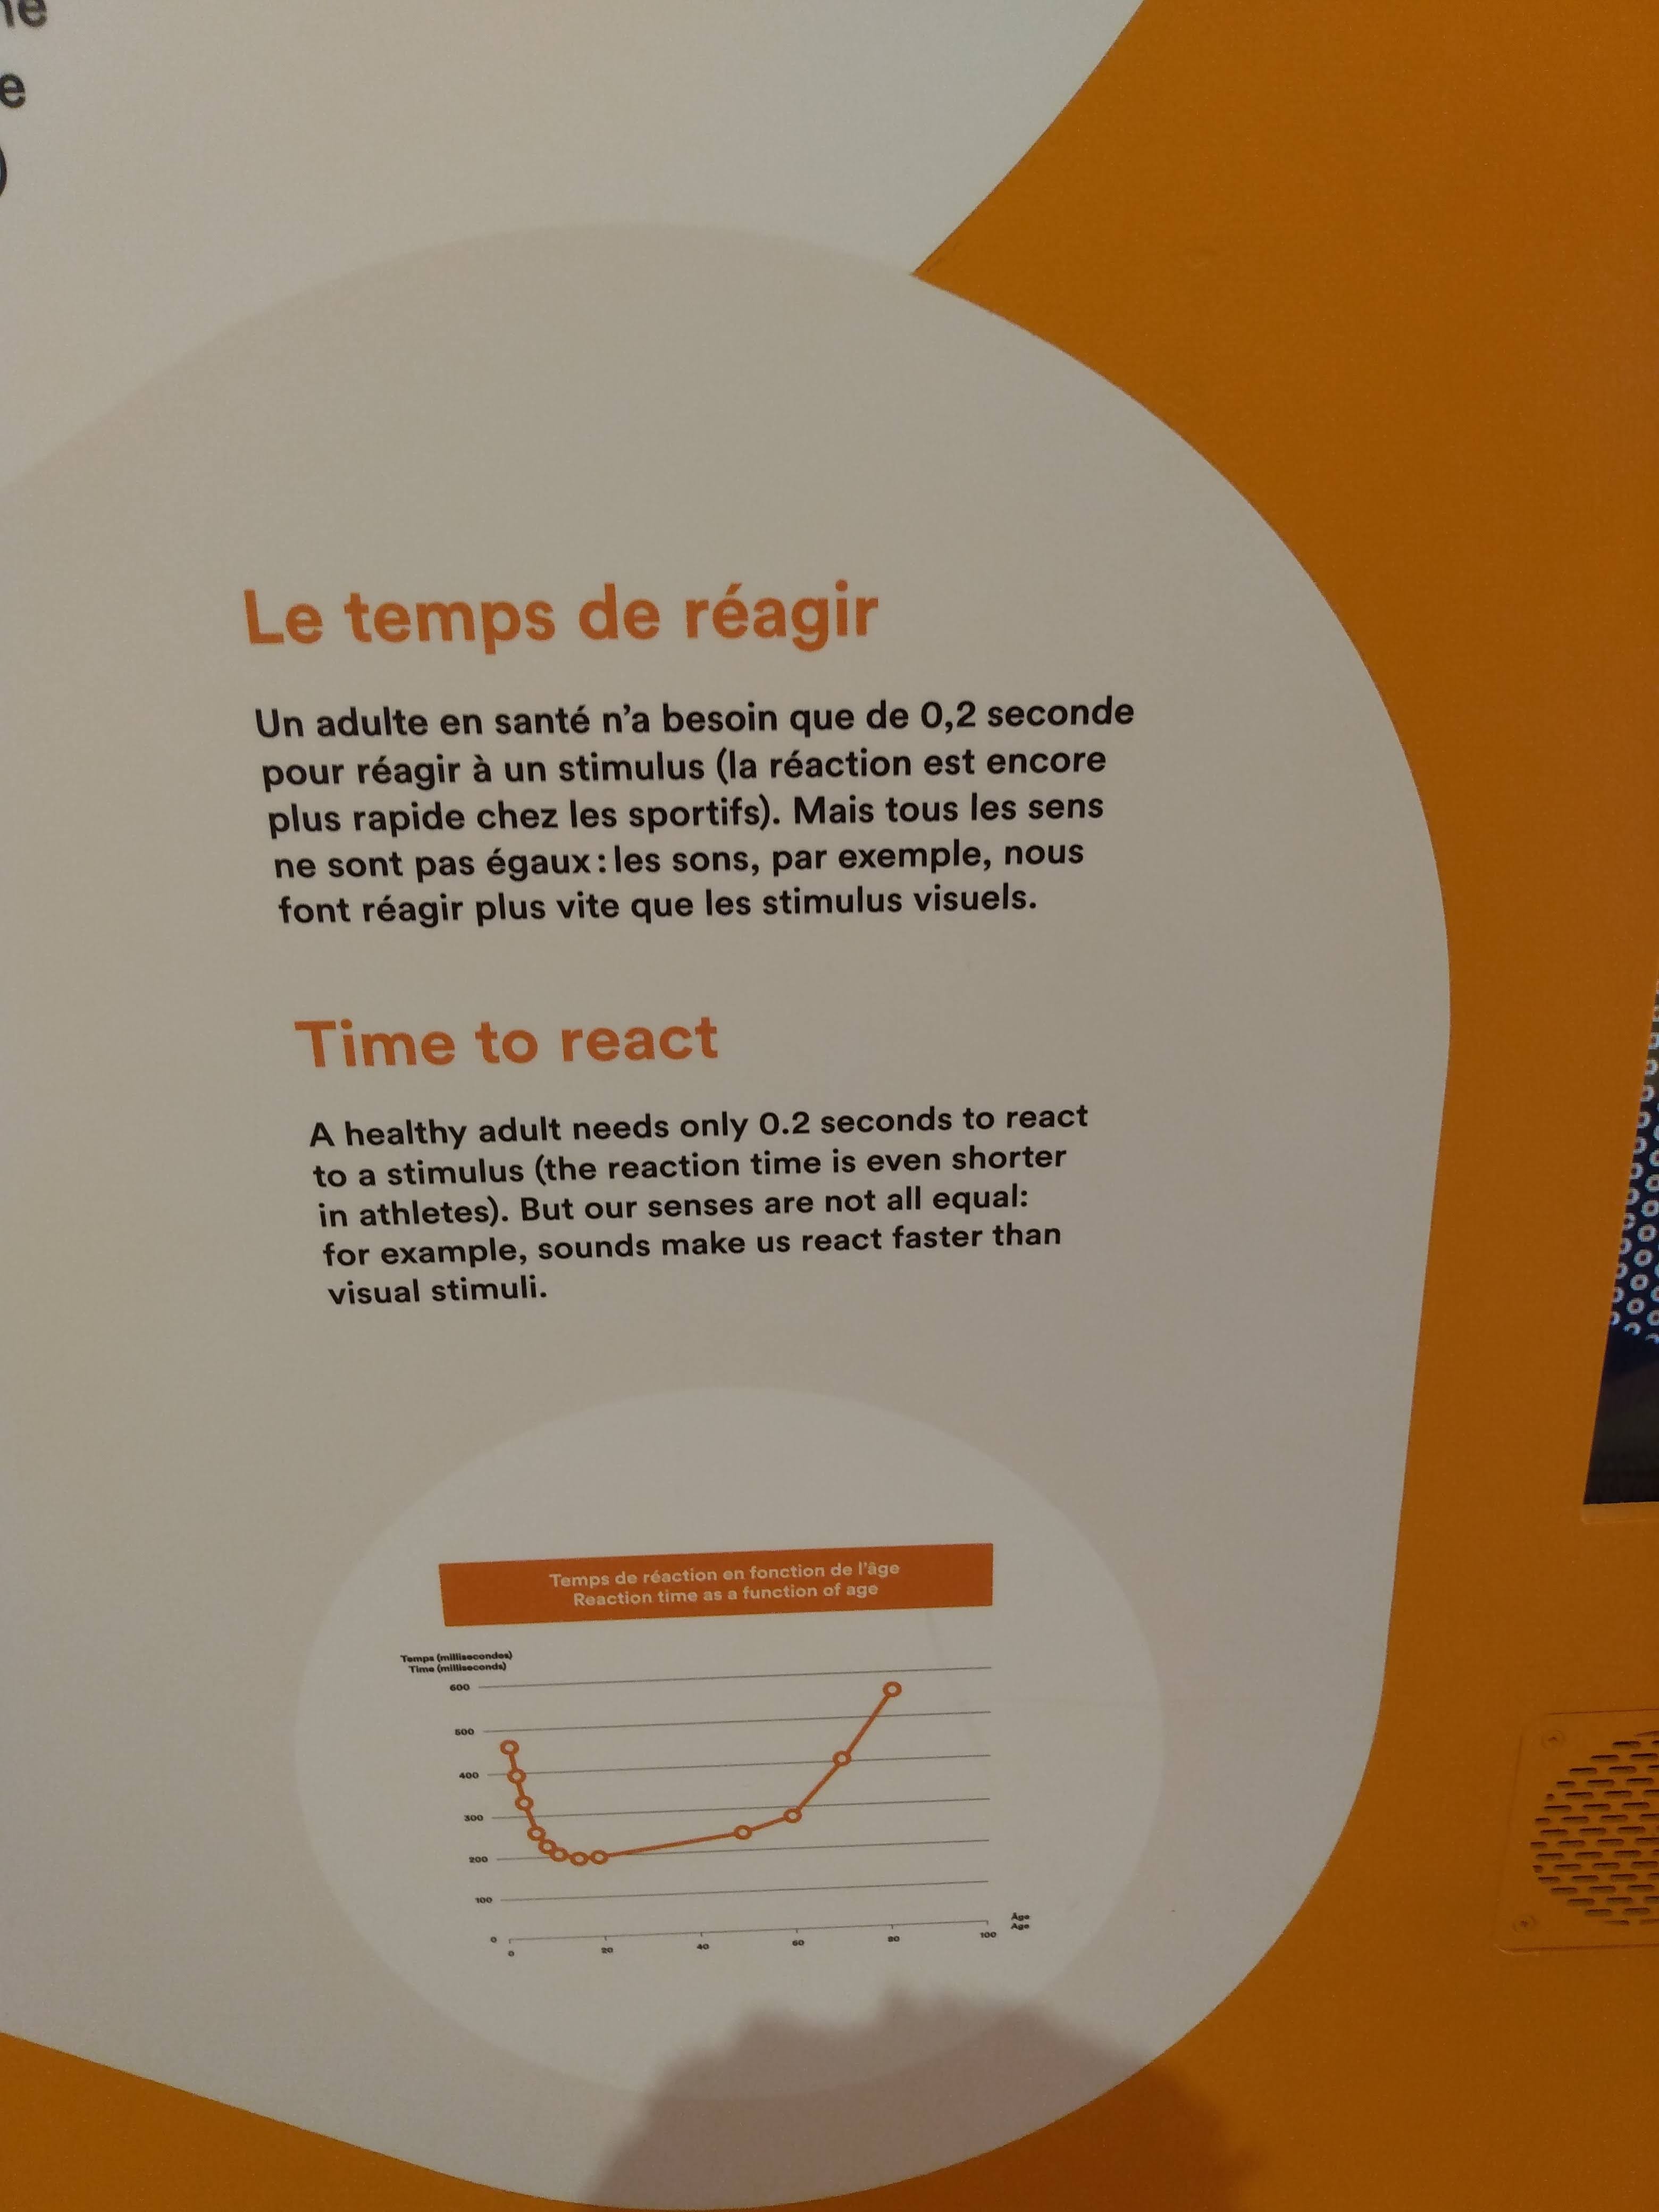 e
Le temps de réagir
Un adulte en santé n'a besoin que de 0,2 seconde
pour réagir à un stimulus (la réaction est encore
plus rapide chez les sportifs). Mais tous les sens
ne sont pas égaux : les sons, par exemple, nous
font réagir plus vite que les stimulus visuels.
Time to react
A healthy adult needs only 0.2 seconds to react
to a stimulus (the reaction time is even shorter
in athletes). But our senses are not all equal:
for example, sounds make us react faster than
visual stimuli.
Temps de réaction en fonction de l'âge
Reaction time as a function of age
Temps (millisecondes)
Time (milliseconds)
600
500
400
300
200
100
0
0 20 40 60 80 100
Âge
Age